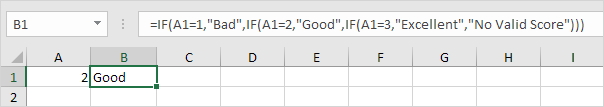 B1 =IF(A1=1,"Bad",IF(A1=2,"Good",IF(A1=3,"Excellent","No Valid Score")))
A B C D E F G H I
1 2 Good
2